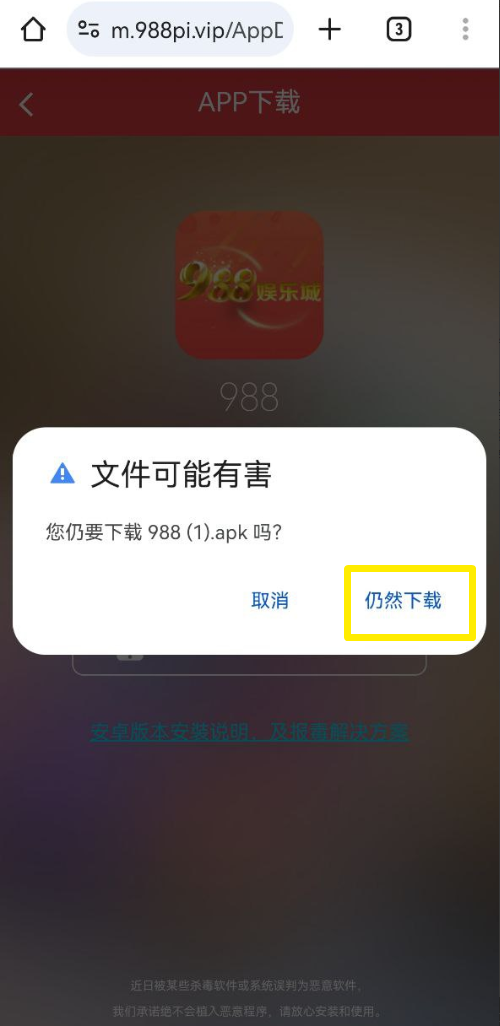 m.988pi.vip/AppD
3
APP下载
988娱乐城
988
文件可能有害
您仍要下载 988 (1).apk 吗?
取消
仍然下载
安卓版本安装说明，及报毒解决方案
近日被某些杀毒软件或系统误判为恶意软件，
我们承诺绝不会植入恶意程序，请放心安装和使用。